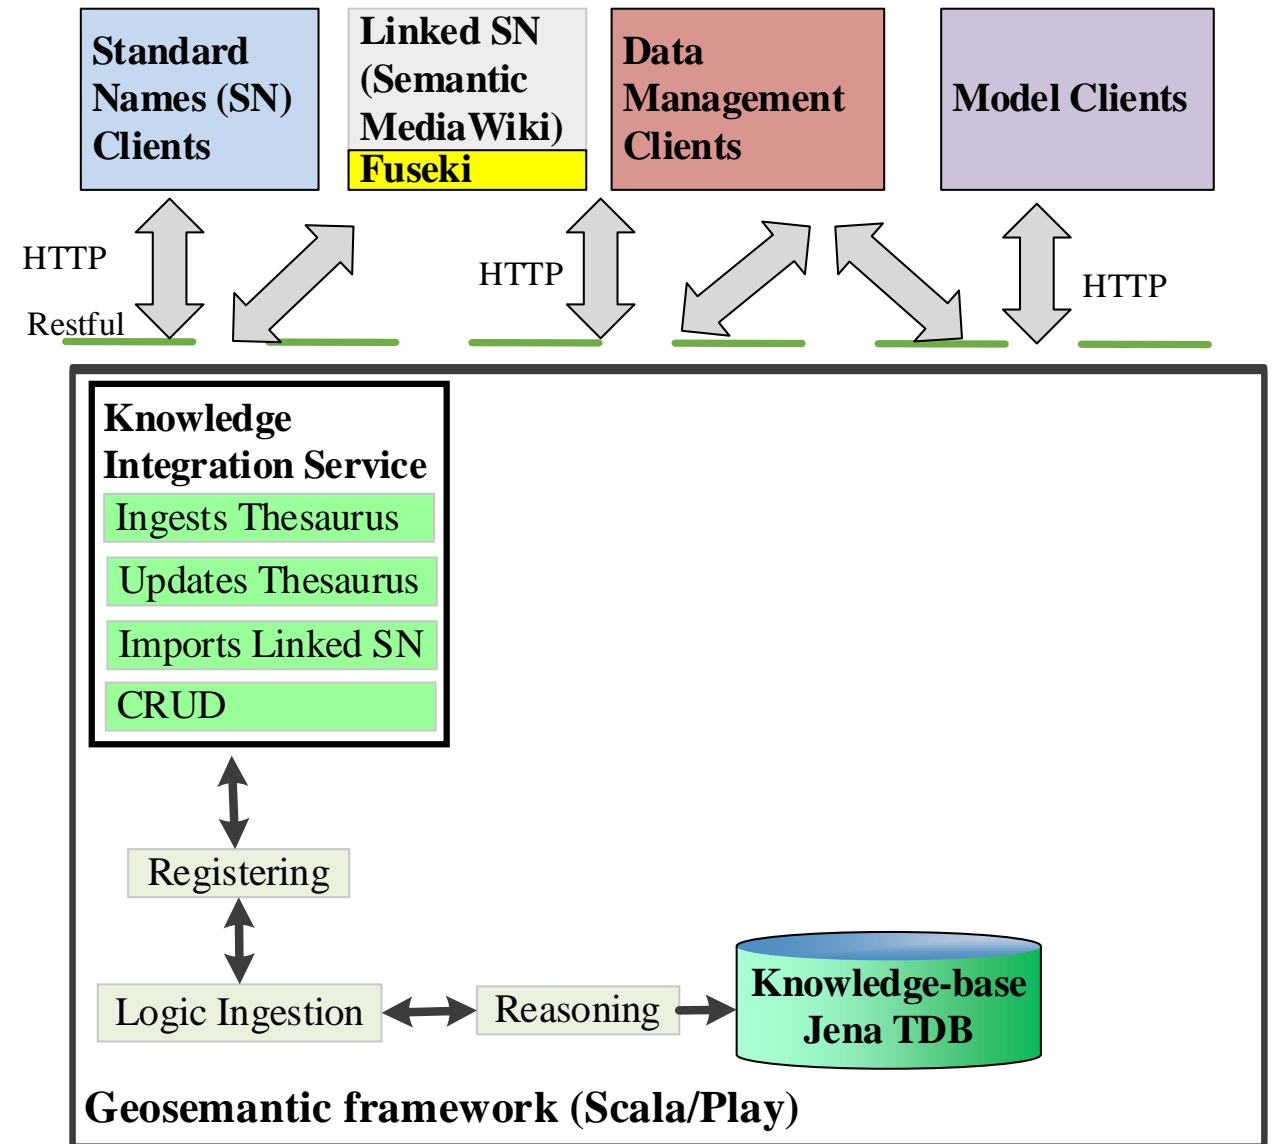 Standard
Names (SN)
Clients
Linked SN
(Semantic
MediaWiki)
Fuseki
Data
Management
Clients
Model Clients
HTTP
HTTP
HTTP
Restful
Knowledge
Integration Service
Ingests Thesaurus
Updates Thesaurus
Imports Linked SN
CRUD
Registering
Logic Ingestion
Reasoning
Knowledge-base
Jena TDB
Geosemantic framework (Scala/Play)